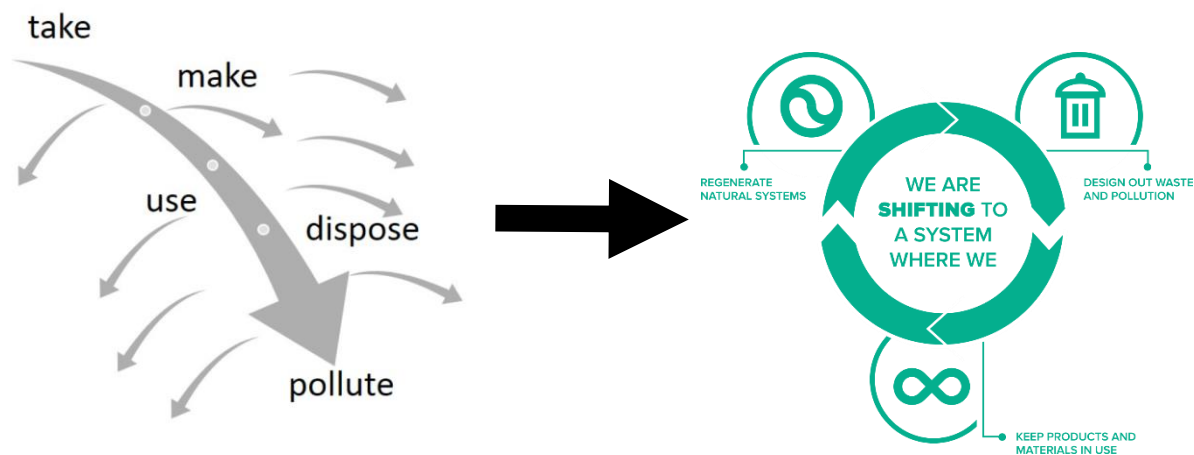 take
make
use
dispose
pollute
REGENERATE
NATURAL SYSTEMS
WE ARE
SHIFTING TO
A SYSTEM
WHERE WE
DESIGN OUT WASTE
AND POLLUTION
KEEP PRODUCTS AND
MATERIALS IN USE